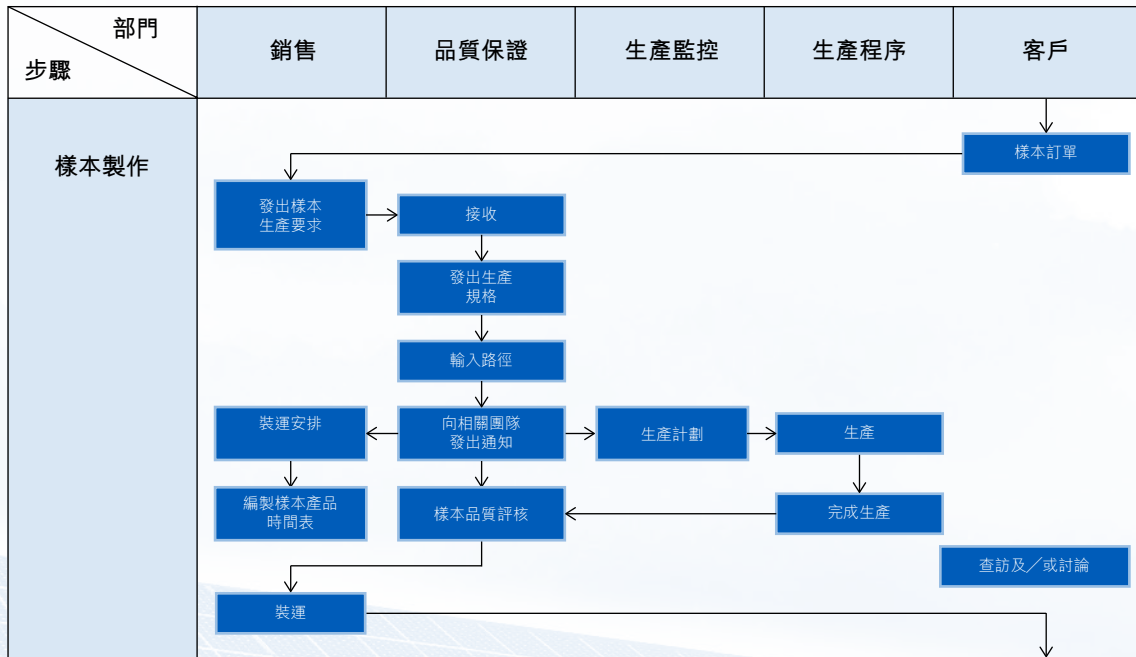 部門
步驟
銷售
品質保證
生產監控
生產程序
客戶
樣本製作
樣本訂單
發出樣本
生產要求
接收
發出生產
規格
輸入路徑
裝運安排
向相關團隊
發出通知
生產計劃
生產
編製樣本產品
時間表
樣本品質評核
完成生產
查訪及╱或討論
裝運